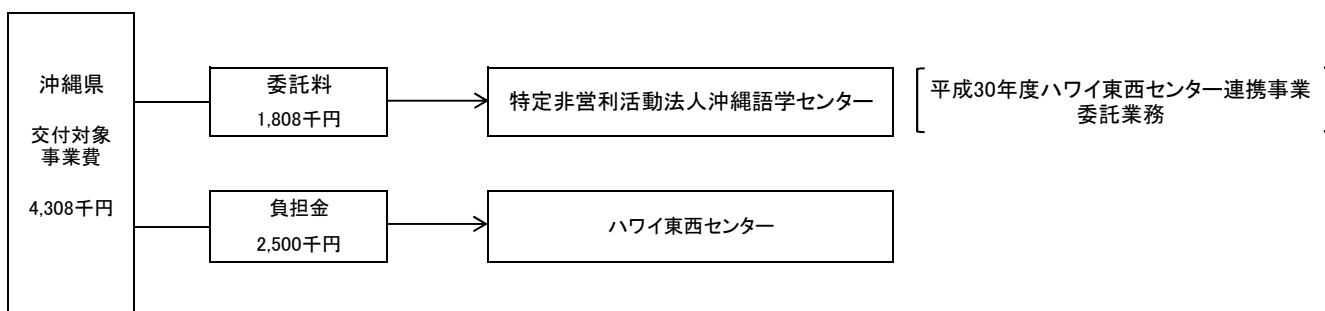 沖縄県
交付対象
事業費
4,308千円
委託料
1,808千円
特定非営利活動法人沖縄語学センター
平成30年度ハワイ東西センター連携事業
委託業務
負担金
2,500千円
ハワイ東西センター